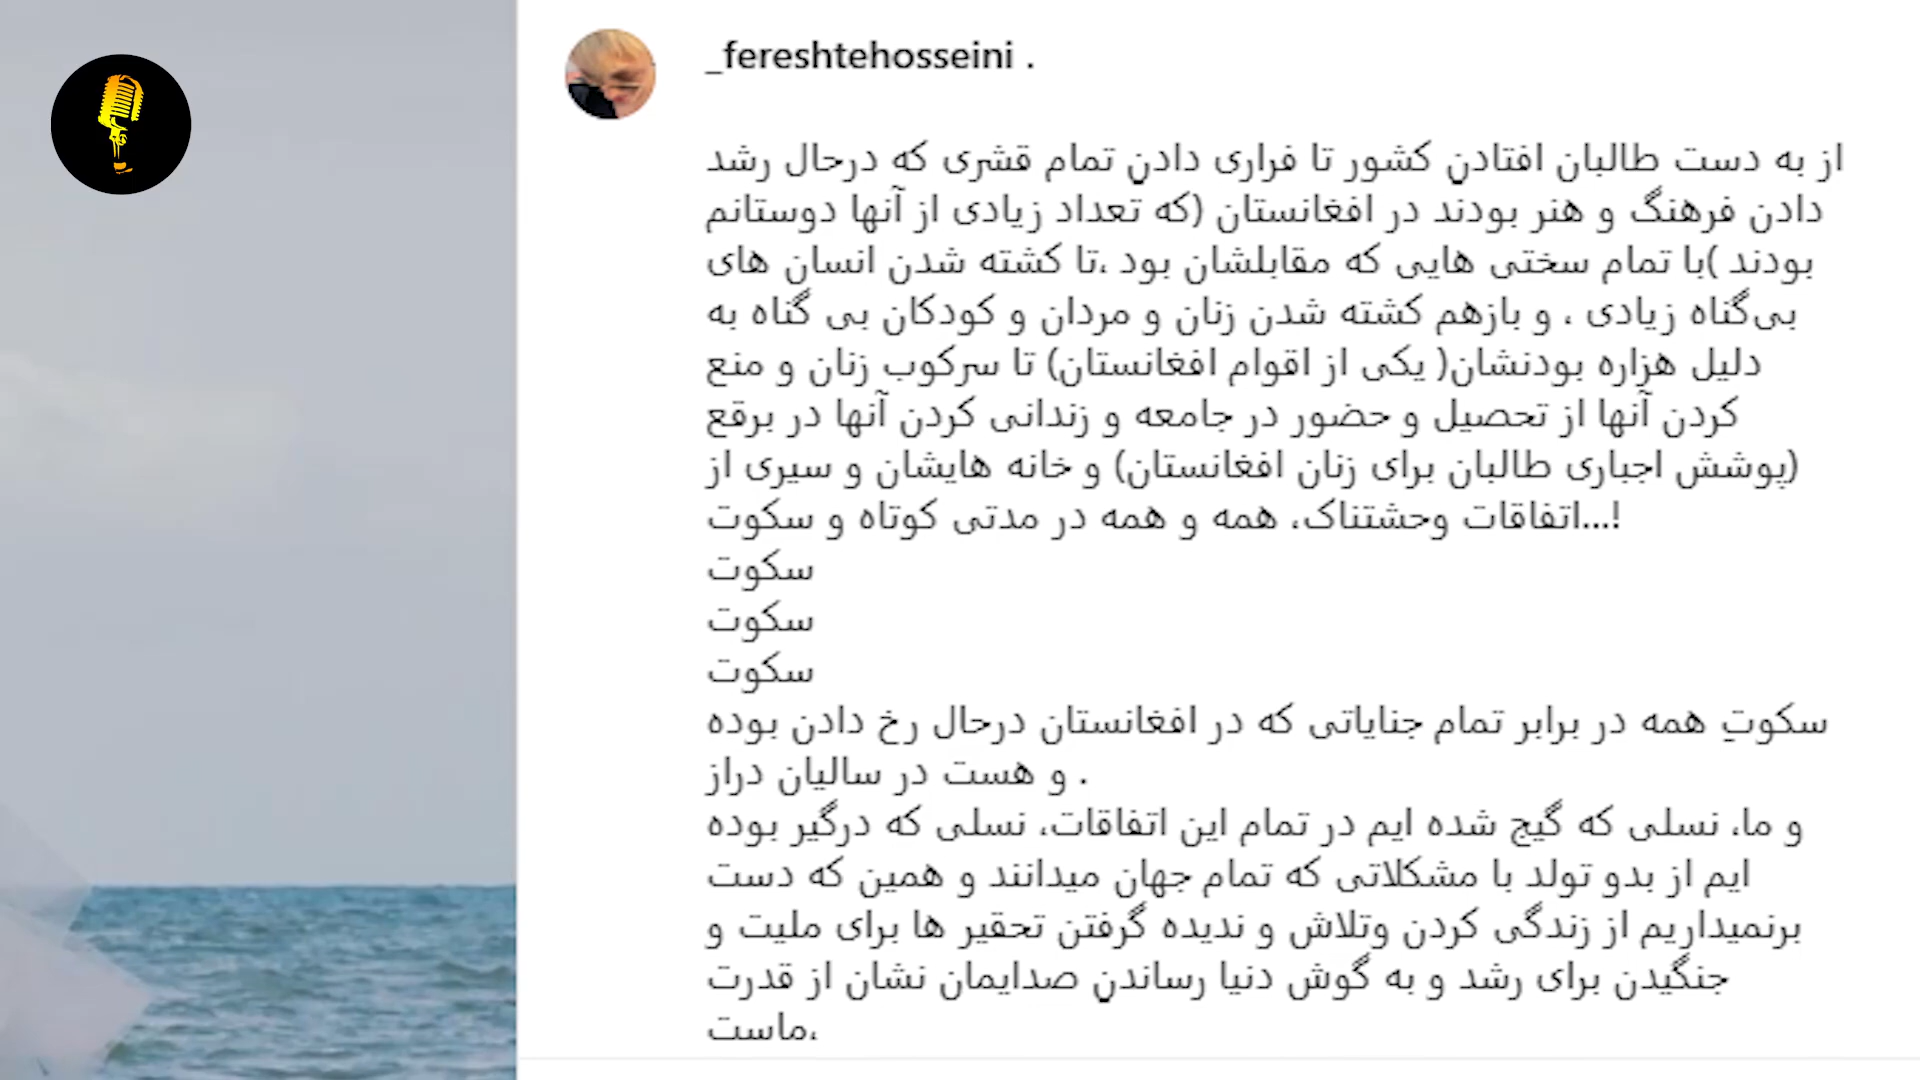 _fereshtehosseini .
از به دست طالبان افتادنِ کشور تا فراری دادنِ تمام قشری که درحال رشد
دادن فرهنگ و هنر بودند در افغانستان (که تعداد زیادی از آنها دوستانم
بودند )با تمام سختی هایی که مقابلشان بود ،تا کشته شدن انسان های
بی‌گناه زیادی ، و بازهم کشته شدن زنان و مردان و کودکان بی گناه به
دلیل هزاره بودنشان( یکی از اقوام افغانستان) تا سرکوب زنان و منع
کردن آنها از تحصیل و حضور در جامعه و زندانی کردن آنها در برقع
(پوشش اجباری طالبان برای زنان افغانستان) و خانه هایشان و سیری از
اتفاقات وحشتناک، همه و همه در مدتی کوتاه و سکوت...!
سکوت
سکوت
سکوت
سکوتِ همه در برابر تمام جنایاتی که در افغانستان درحال رخ دادن بوده
و هست در سالیان دراز .
و ما، نسلی که گیج شده ایم در تمام این اتفاقات، نسلی که درگیر بوده
ایم از بدو تولد با مشکلاتی که تمام جهان میدانند و همین که دست
برنمیداریم از زندگی کردن وتلاش و ندیده گرفتن تحقیر ها برای ملیت و
جنگیدن برای رشد و به گوش دنیا رساندنِ صدایمان نشان از قدرت
ماست،